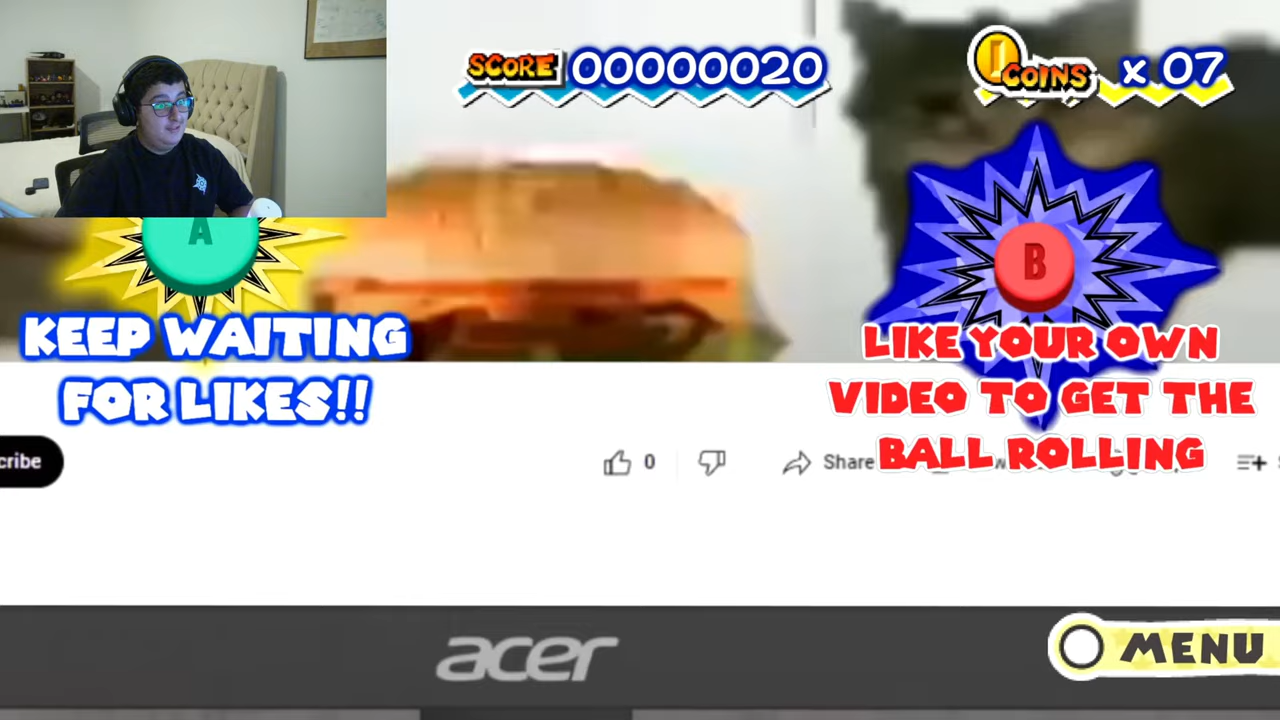 SCORE 00000020
COINS x 07
A
B
KEEP WAITING
FOR LIKES!!
LIKE YOUR OWN
VIDEO TO GET THE
BALL ROLLING
cribe
0
Share
acer
MENU